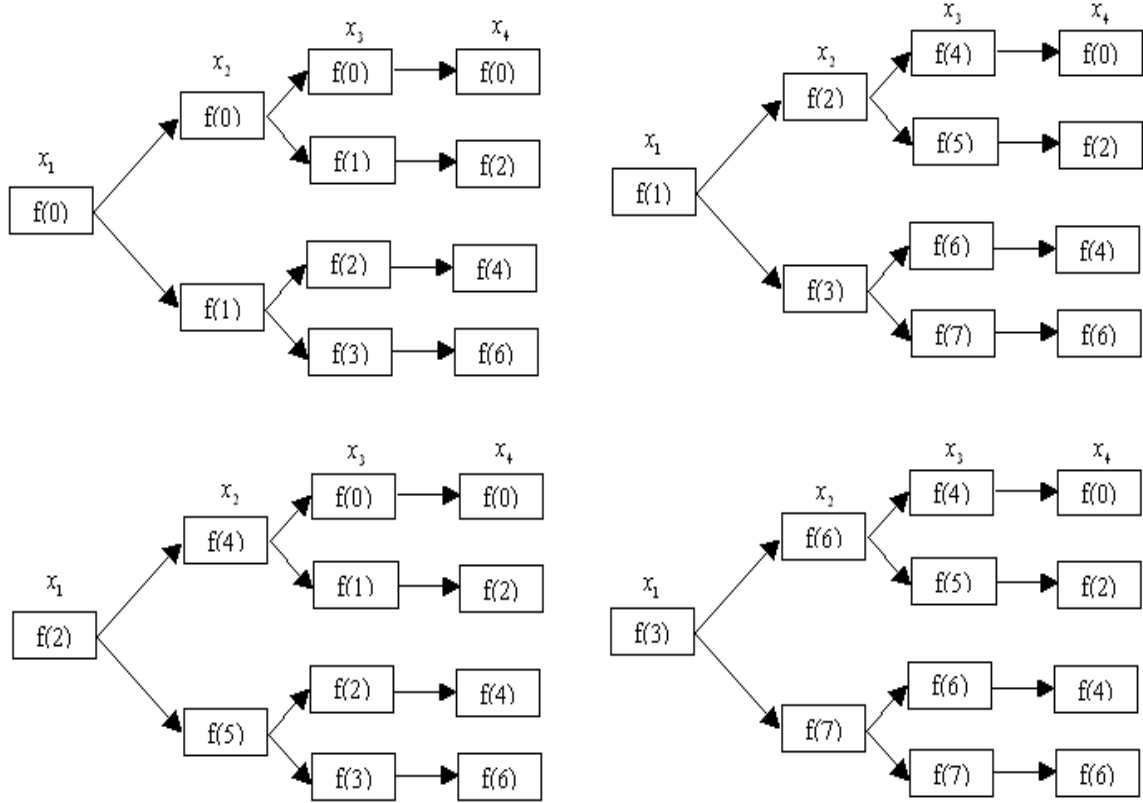 x₁
f(0)
x₂
f(0)
f(1)
x₃
f(0)
f(1)
f(2)
f(3)
x₄
f(0)
f(2)
f(4)
f(6)
x₁
f(1)
x₂
f(2)
f(3)
x₃
f(4)
f(5)
f(6)
f(7)
x₄
f(0)
f(2)
f(4)
f(6)
x₁
f(2)
x₂
f(4)
f(5)
x₃
f(0)
f(1)
f(2)
f(3)
x₄
f(0)
f(2)
f(4)
f(6)
x₁
f(3)
x₂
f(6)
f(7)
x₃
f(4)
f(5)
f(6)
f(7)
x₄
f(0)
f(2)
f(4)
f(6)